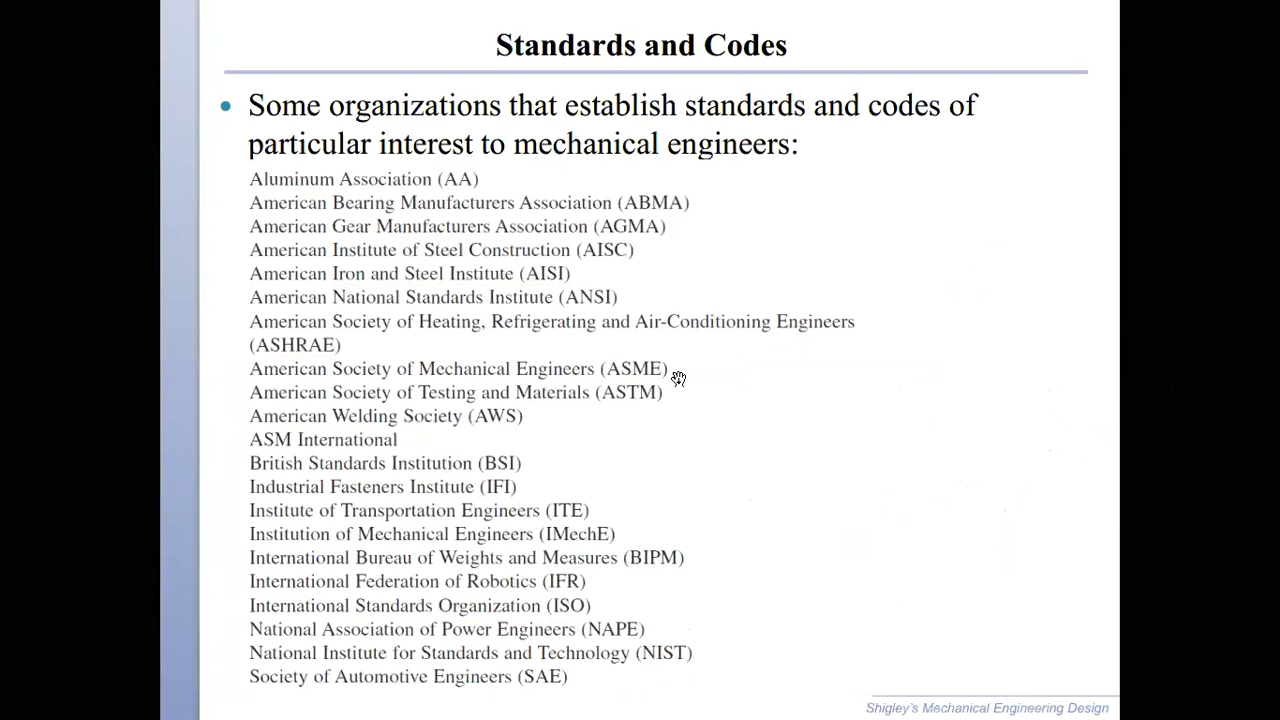 Standards and Codes
• Some organizations that establish standards and codes of
particular interest to mechanical engineers:
Aluminum Association (AA)
American Bearing Manufacturers Association (ABMA)
American Gear Manufacturers Association (AGMA)
American Institute of Steel Construction (AISC)
American Iron and Steel Institute (AISI)
American National Standards Institute (ANSI)
American Society of Heating, Refrigerating and Air-Conditioning Engineers
(ASHRAE)
American Society of Mechanical Engineers (ASME)
American Society of Testing and Materials (ASTM)
American Welding Society (AWS)
ASM International
British Standards Institution (BSI)
Industrial Fasteners Institute (IFI)
Institute of Transportation Engineers (ITE)
Institution of Mechanical Engineers (IMechE)
International Bureau of Weights and Measures (BIPM)
International Federation of Robotics (IFR)
International Standards Organization (ISO)
National Association of Power Engineers (NAPE)
National Institute for Standards and Technology (NIST)
Society of Automotive Engineers (SAE)
Shigley's Mechanical Engineering Design